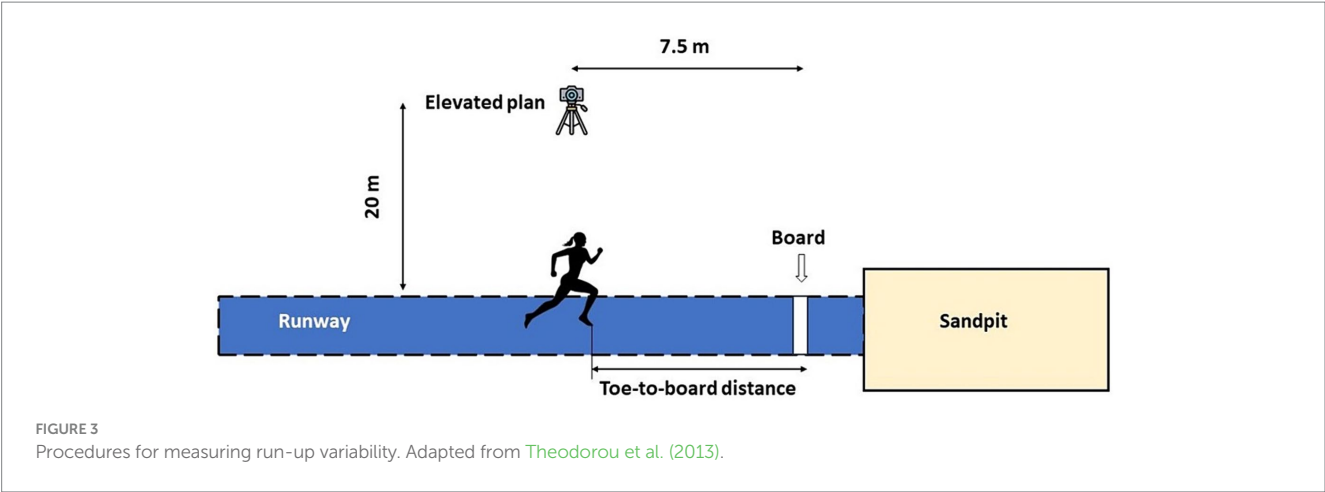 7.5 m
Elevated plan
20 m
Board
Runway
Sandpit
Toe-to-board distance
FIGURE 3
Procedures for measuring run-up variability. Adapted from Theodorou et al. (2013).